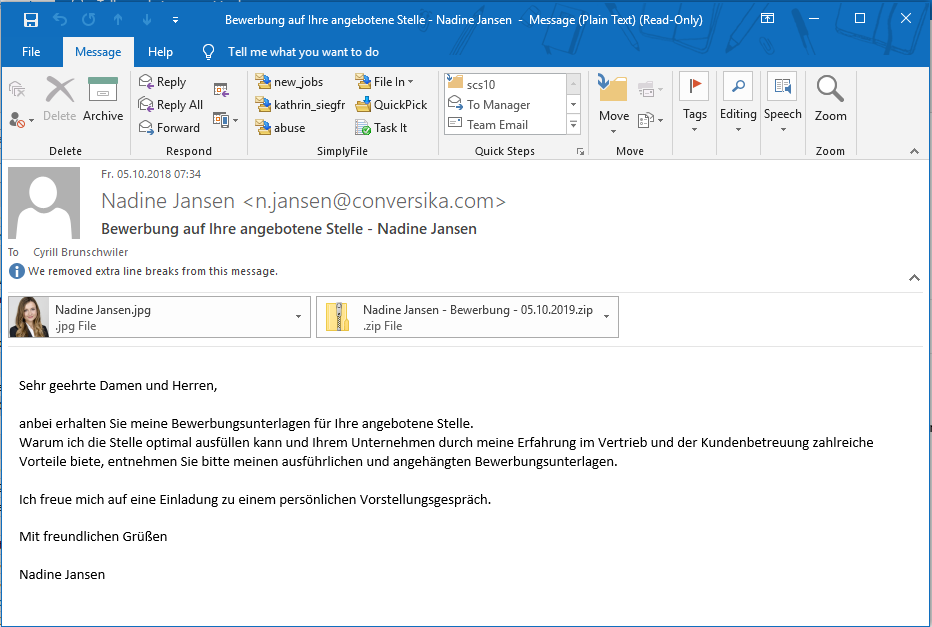 Bewerbung auf Ihre angebotene Stelle - Nadine Jansen - Message (Plain Text) (Read-Only)
File Message Help Tell me what you want to do
Reply new_jobs File In scs10
Delete Archive Reply All kathrin_siegfr QuickPick To Manager Move Tags Editing Speech Zoom
Forward abuse Task It Team Email
Delete Respond SimplyFile Quick Steps Move Zoom
Fr. 05.10.2018 07:34
Nadine Jansen <n.jansen@conversika.com>
Bewerbung auf Ihre angebotene Stelle - Nadine Jansen
To Cyrill Brunschwiler
We removed extra line breaks from this message.
Nadine Jansen.jpg Nadine Jansen - Bewerbung - 05.10.2019.zip
.jpg File .zip File
Sehr geehrte Damen und Herren,
anbei erhalten Sie meine Bewerbungsunterlagen für Ihre angebotene Stelle.
Warum ich die Stelle optimal ausfüllen kann und Ihrem Unternehmen durch meine Erfahrung im Vertrieb und der Kundenbetreuung zahlreiche
Vorteile biete, entnehmen Sie bitte meinen ausführlichen und angehängten Bewerbungsunterlagen.
Ich freue mich auf eine Einladung zu einem persönlichen Vorstellungsgespräch.
Mit freundlichen Grüßen
Nadine Jansen